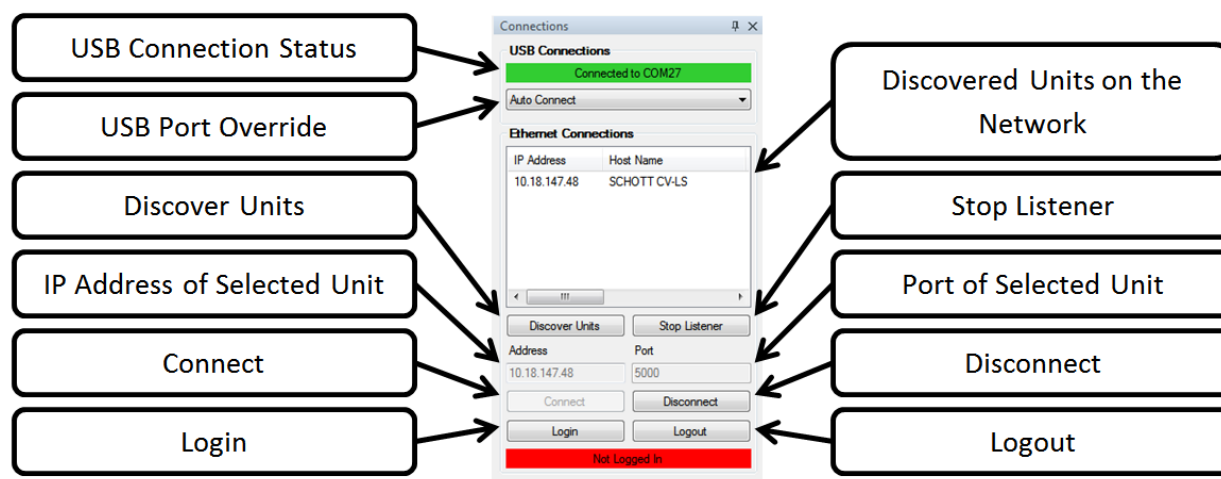 USB Connection Status
USB Port Override
Discover Units
IP Address of Selected Unit
Connect
Login
Connections
USB Connections
Connected to COM27
Auto Connect
Ethernet Connections
IP Address Host Name
10.18.147.48 SCHOTT CV-LS
Discover Units Stop Listener
Address Port
10.18.147.48 5000
Connect Disconnect
Login Logout
Not Logged In
Discovered Units on the
Network
Stop Listener
Port of Selected Unit
Disconnect
Logout